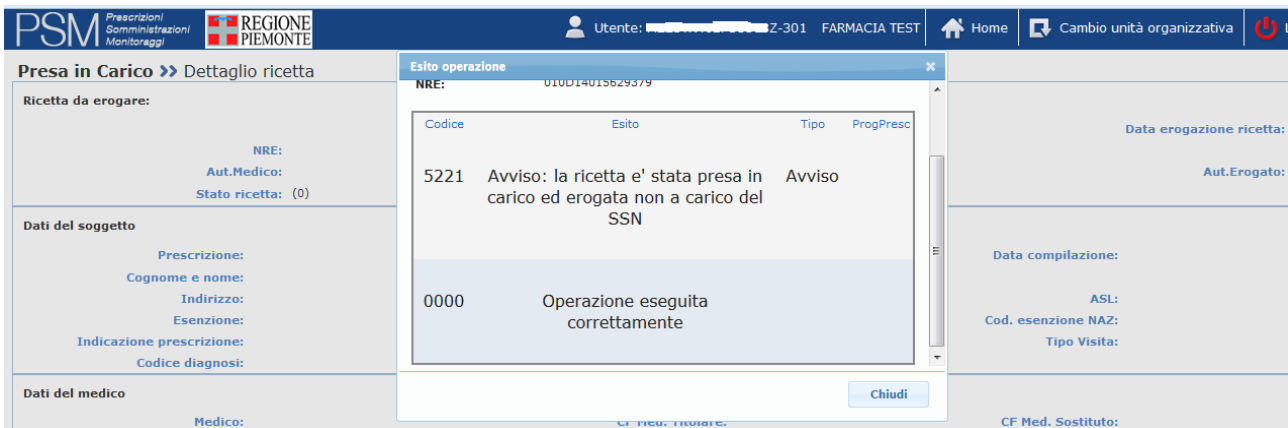 PSM Prescrizioni Somministrazioni Monitoraggi
REGIONE PIEMONTE
Utente: Z-301 FARMACIA TEST
Home
Cambio unità organizzativa
Presa in Carico >> Dettaglio ricetta
Ricetta da erogare:
Data erogazione ricetta:
NRE:
Aut.Medico:
Aut.Erogato:
Stato ricetta: (0)
Dati del soggetto
Prescrizione:
Data compilazione:
Cognome e nome:
Indirizzo:
ASL:
Esenzione:
Cod. esenzione NAZ:
Indicazione prescrizione:
Tipo Visita:
Codice diagnosi:
Dati del medico
Medico:
CF Med. Titolare:
CF Med. Sostituto:
Esito operazione
NRE: 010D14015629379
Codice Esito Tipo ProgPresc
5221 Avviso: la ricetta e' stata presa in Avviso
carico ed erogata non a carico del
SSN
0000 Operazione eseguita
correttamente
Chiudi